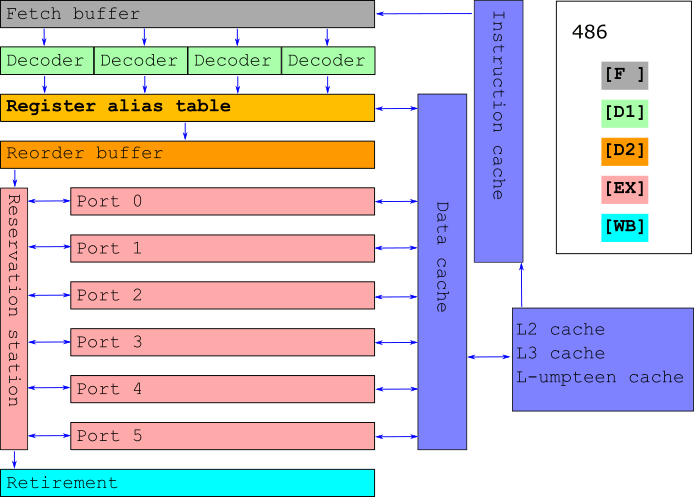 Fetch buffer
Decoder Decoder Decoder Decoder
Register alias table
Reorder buffer
Reservation station
Port 0
Port 1
Port 2
Port 3
Port 4
Port 5
Retirement
Data cache
Instruction cache
L2 cache
L3 cache
L-umpteen cache
486
[F ]
[D1]
[D2]
[EX]
[WB]